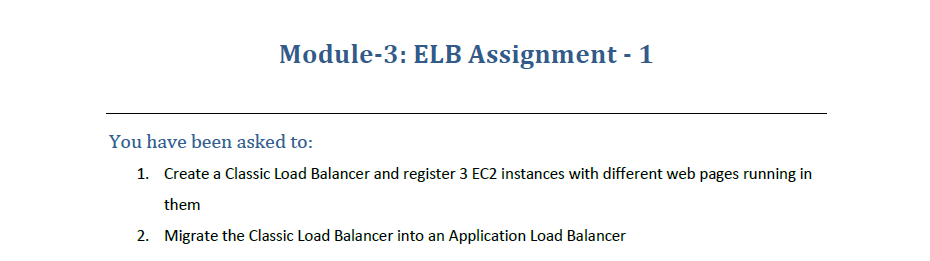 Module-3: ELB Assignment - 1
You have been asked to:
1. Create a Classic Load Balancer and register 3 EC2 instances with different web pages running in
them
2. Migrate the Classic Load Balancer into an Application Load Balancer